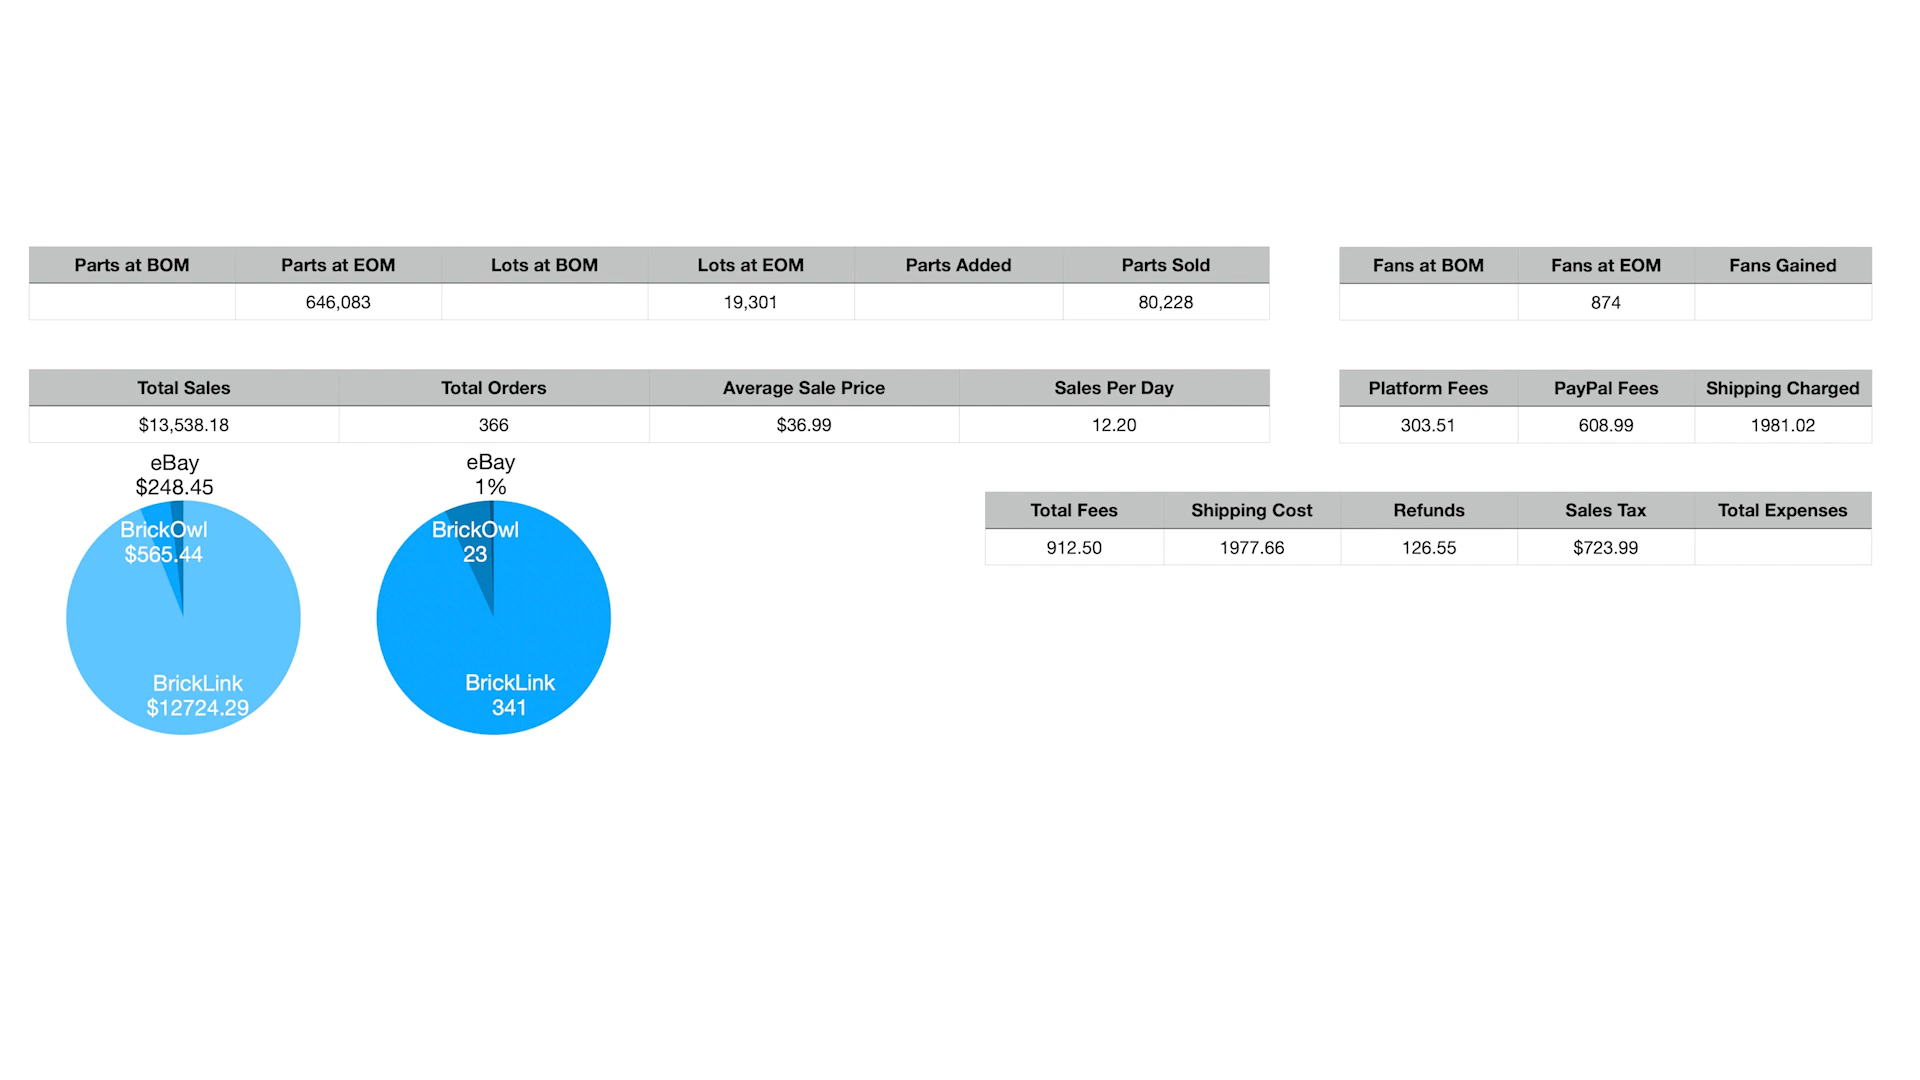 Parts at BOM Parts at EOM Lots at BOM Lots at EOM Parts Added Parts Sold
646,083 19,301 80,228
Fans at BOM Fans at EOM Fans Gained
874
Total Sales Total Orders Average Sale Price Sales Per Day
$13,538.18 366 $36.99 12.20
Platform Fees PayPal Fees Shipping Charged
303.51 608.99 1981.02
eBay
$248.45
BrickOwl
$565.44
BrickLink
$12724.29
eBay
1%
BrickOwl
23
BrickLink
341
Total Fees Shipping Cost Refunds Sales Tax Total Expenses
912.50 1977.66 126.55 $723.99